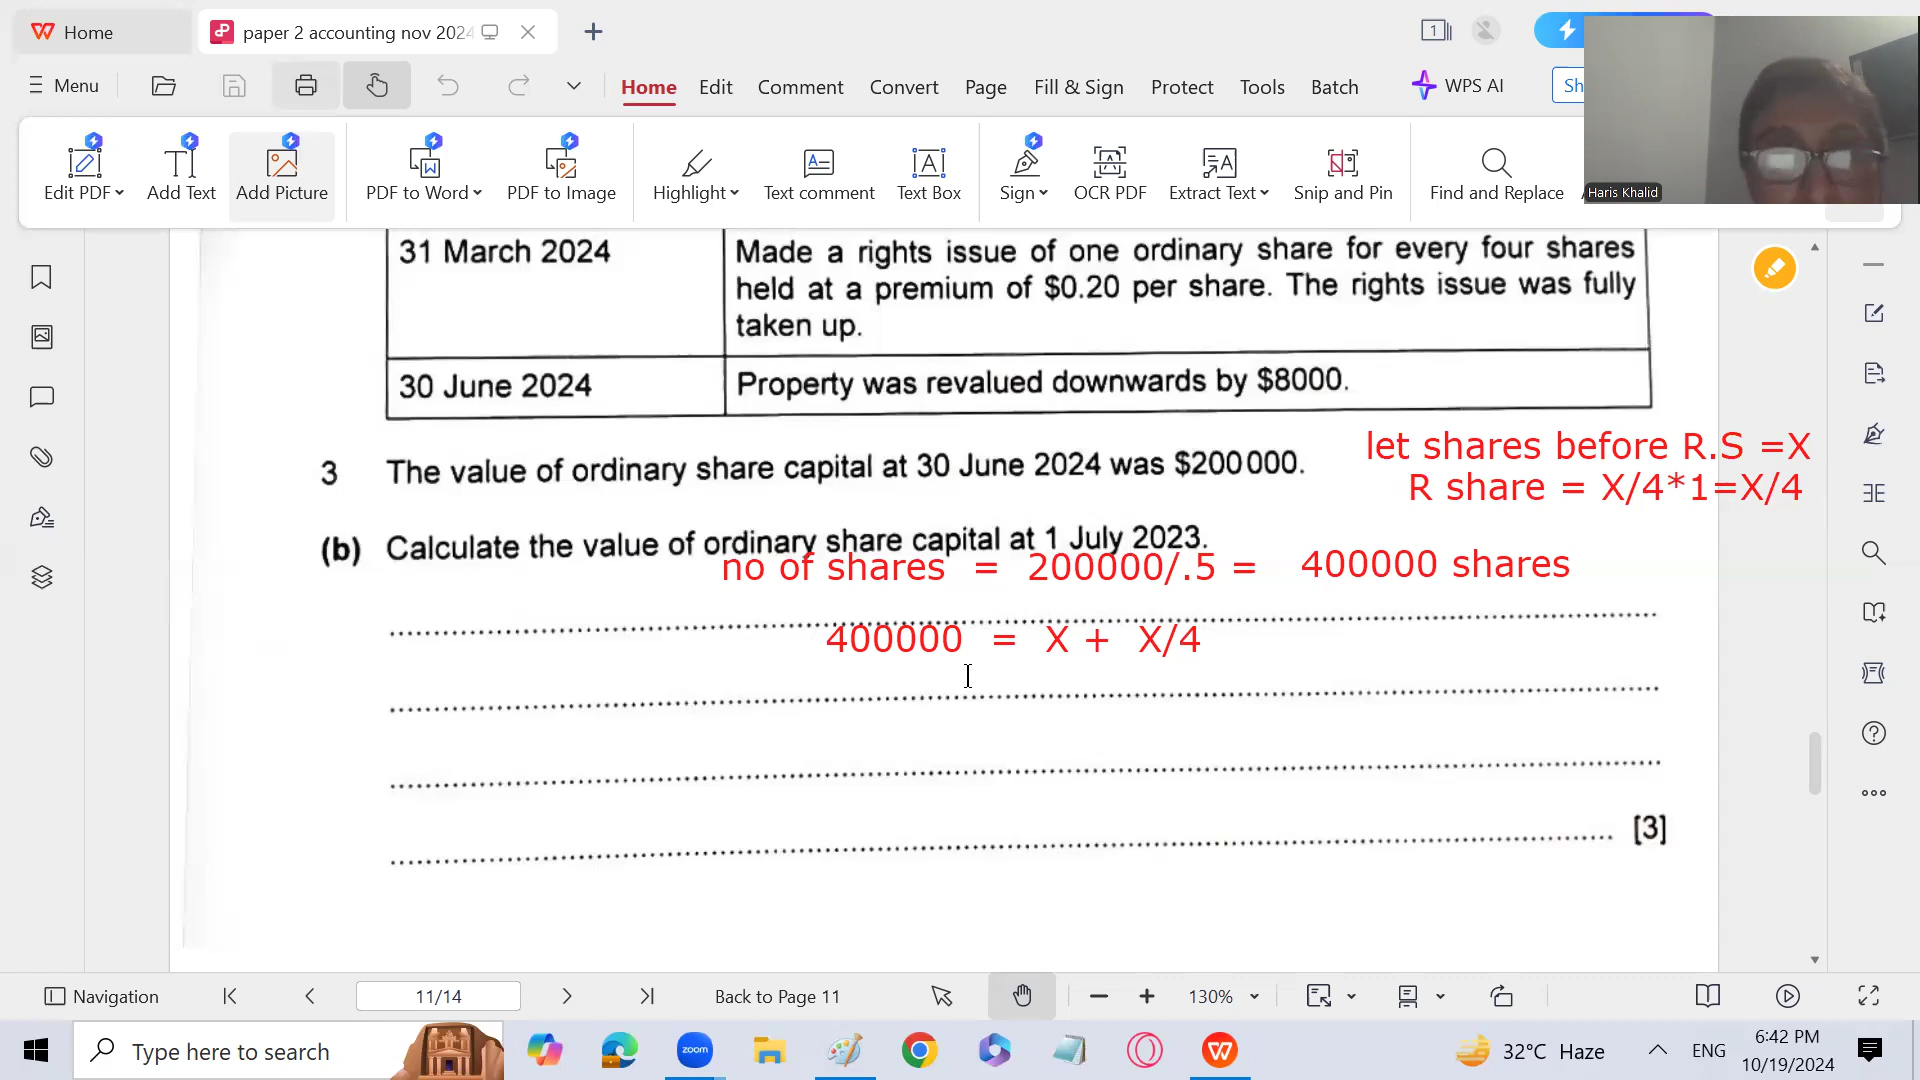 Home
paper 2 accounting nov 2024
Menu
Home Edit Comment Convert Page Fill & Sign Protect Tools Batch WPS AI Sh
Edit PDF Add Text Add Picture PDF to Word PDF to Image Highlight Text comment Text Box Sign OCR PDF Extract Text Snip and Pin Find and Replace
Haris Khalid
31 March 2024 Made a rights issue of one ordinary share for every four shares
held at a premium of $0.20 per share. The rights issue was fully
taken up.
30 June 2024 Property was revalued downwards by $8000.
let shares before R.S =X
3 The value of ordinary share capital at 30 June 2024 was $200 000.
R share = X/4*1=X/4
(b) Calculate the value of ordinary share capital at 1 July 2023.
no of shares = 200000/.5 = 400000 shares
400000 = X + X/4
[3]
Navigation 11/14 Back to Page 11 130%
Type here to search zoom 32°C Haze ENG 6:42 PM
10/19/2024